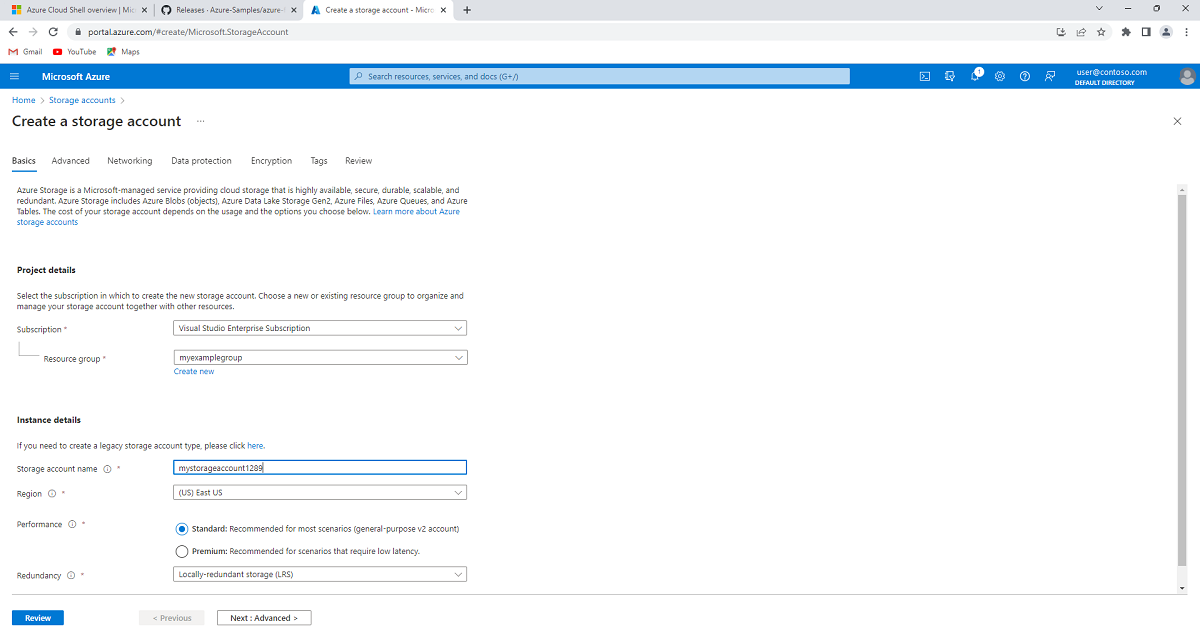 Azure Cloud Shell overview | Mic
Releases · Azure-Samples/azure-
Create a storage account - Micro
portal.azure.com/#create/Microsoft.StorageAccount
Gmail
YouTube
Maps
Microsoft Azure
Search resources, services, and docs (G+/)
1
user@contoso.com
DEFAULT DIRECTORY
Home > Storage accounts >
Create a storage account ...
Basics Advanced Networking Data protection Encryption Tags Review
Azure Storage is a Microsoft-managed service providing cloud storage that is highly available, secure, durable, scalable, and
redundant. Azure Storage includes Azure Blobs (objects), Azure Data Lake Storage Gen2, Azure Files, Azure Queues, and Azure
Tables. The cost of your storage account depends on the usage and the options you choose below. Learn more about Azure
storage accounts
Project details
Select the subscription in which to create the new storage account. Choose a new or existing resource group to organize and
manage your storage account together with other resources.
Subscription *
Visual Studio Enterprise Subscription
Resource group *
myexamplegroup
Create new
Instance details
If you need to create a legacy storage account type, please click here.
Storage account name *
mystorageaccount1289
Region *
(US) East US
Performance *
Standard: Recommended for most scenarios (general-purpose v2 account)
Premium: Recommended for scenarios that require low latency.
Redundancy *
Locally-redundant storage (LRS)
Review
< Previous
Next : Advanced >